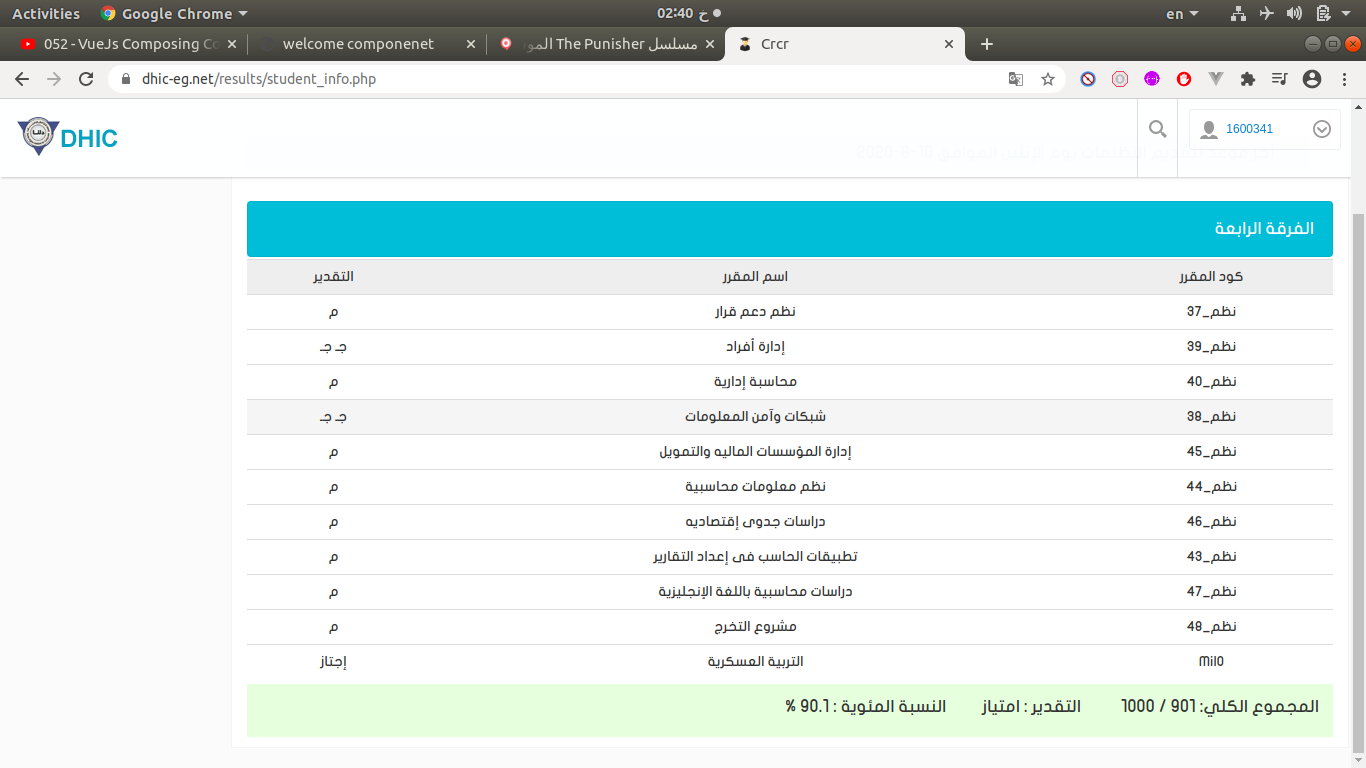 Activities Google Chrome خ 02:40 en
052 - VueJs Composing Co welcome componenet مسلسل The Punisher المو Crcr
dhic-eg.net/results/student_info.php
DHIC 1600341
الفرقة الرابعة
كود المقرر اسم المقرر التقدير
نظم_37 نظم دعم قرار م
نظم_39 إدارة أفراد جـ جـ
نظم_40 محاسبة إدارية م
نظم_38 شبكات وآمن المعلومات جـ جـ
نظم_45 إدارة المؤسسات الماليه والتمويل م
نظم_44 نظم معلومات محاسبية م
نظم_46 دراسات جدوى إقتصاديه م
نظم_43 تطبيقات الحاسب فى إعداد التقارير م
نظم_47 دراسات محاسبية باللغة الإنجليزية م
نظم_48 مشروع التخرج م
Mil0 التربية العسكرية إجتاز
المجموع الكلي: 901 / 1000 التقدير : امتياز النسبة المئوية : 90.1 %